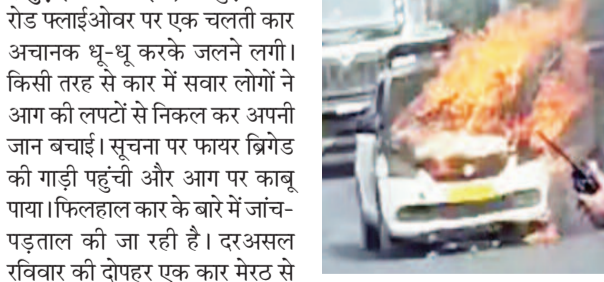 रोड फ्लाईओवर पर एक चलती कार
अचानक धू-धू करके जलने लगी।
किसी तरह से कार में सवार लोगों ने
आग की लपटों से निकल कर अपनी
जान बचाई। सूचना पर फायर ब्रिगेड
की गाड़ी पहुंची और आग पर काबू
पाया।फिलहाल कार के बारे में जांच-
पड़ताल की जा रही है। दरअसल
रविवार की दोपहर एक कार मेरठ से